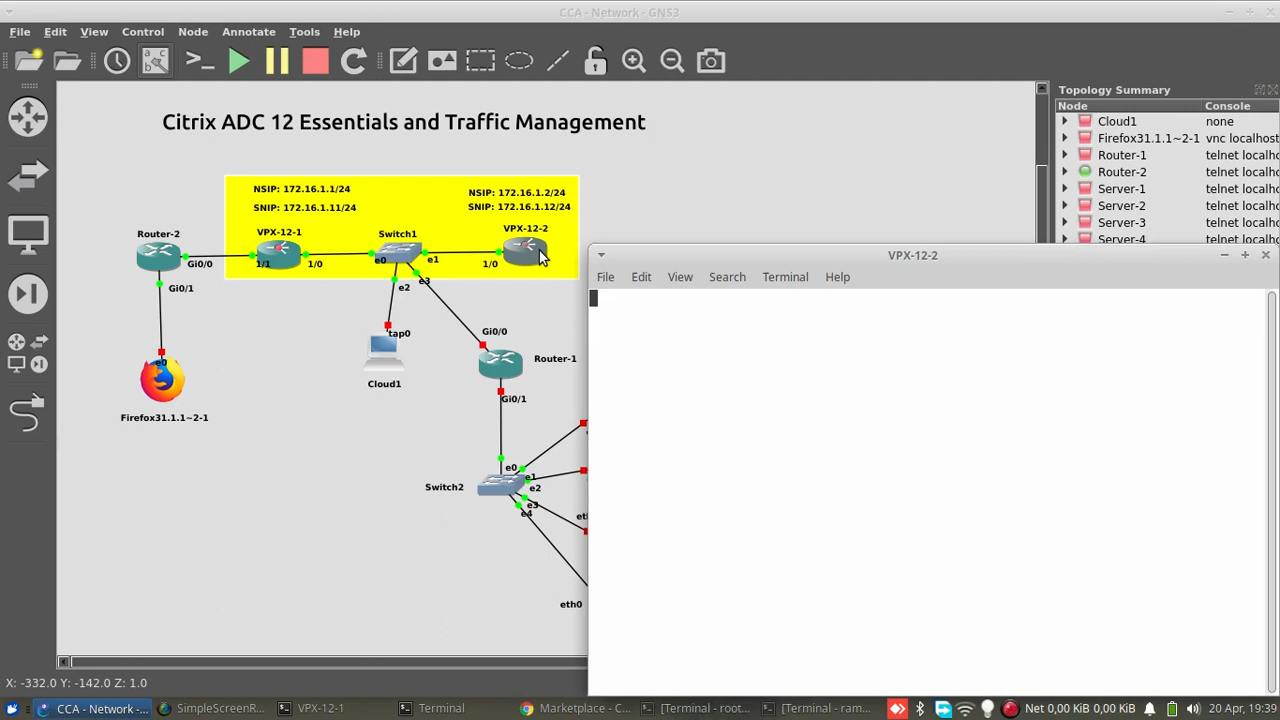 CCA - Network - GNS3
File Edit View Control Node Annotate Tools Help
Citrix ADC 12 Essentials and Traffic Management
NSIP: 172.16.1.1/24
SNIP: 172.16.1.11/24
NSIP: 172.16.1.2/24
SNIP: 172.16.1.12/24
Router-2
VPX-12-1
Switch1
VPX-12-2
Gi0/0
1/1
1/0
e0
e1
1/0
Gi0/1
e2
e3
e0
tap0
Gi0/0
Router-1
Cloud1
Firefox31.1.1~2-1
Gi0/1
e0
e1
Switch2
e2
e3
e4
eth0
Topology Summary
Node Console
Cloud1 none
Firefox31.1.1~2-1 vnc localhost
Router-1 telnet localho
Router-2 telnet localho
Server-1 telnet localho
Server-2 telnet localho
Server-3 telnet localho
Server-4 telnet localho
VPX-12-2
File Edit View Search Terminal Help
X: -332.0 Y: -142.0 Z: 1.0
CCA - Network -... SimpleScreenR... VPX-12-1 Terminal Marketplace - C... [Terminal - root... [Terminal - ram... Net 0,00 KiB 0,00 KiB 20 Apr, 19:39